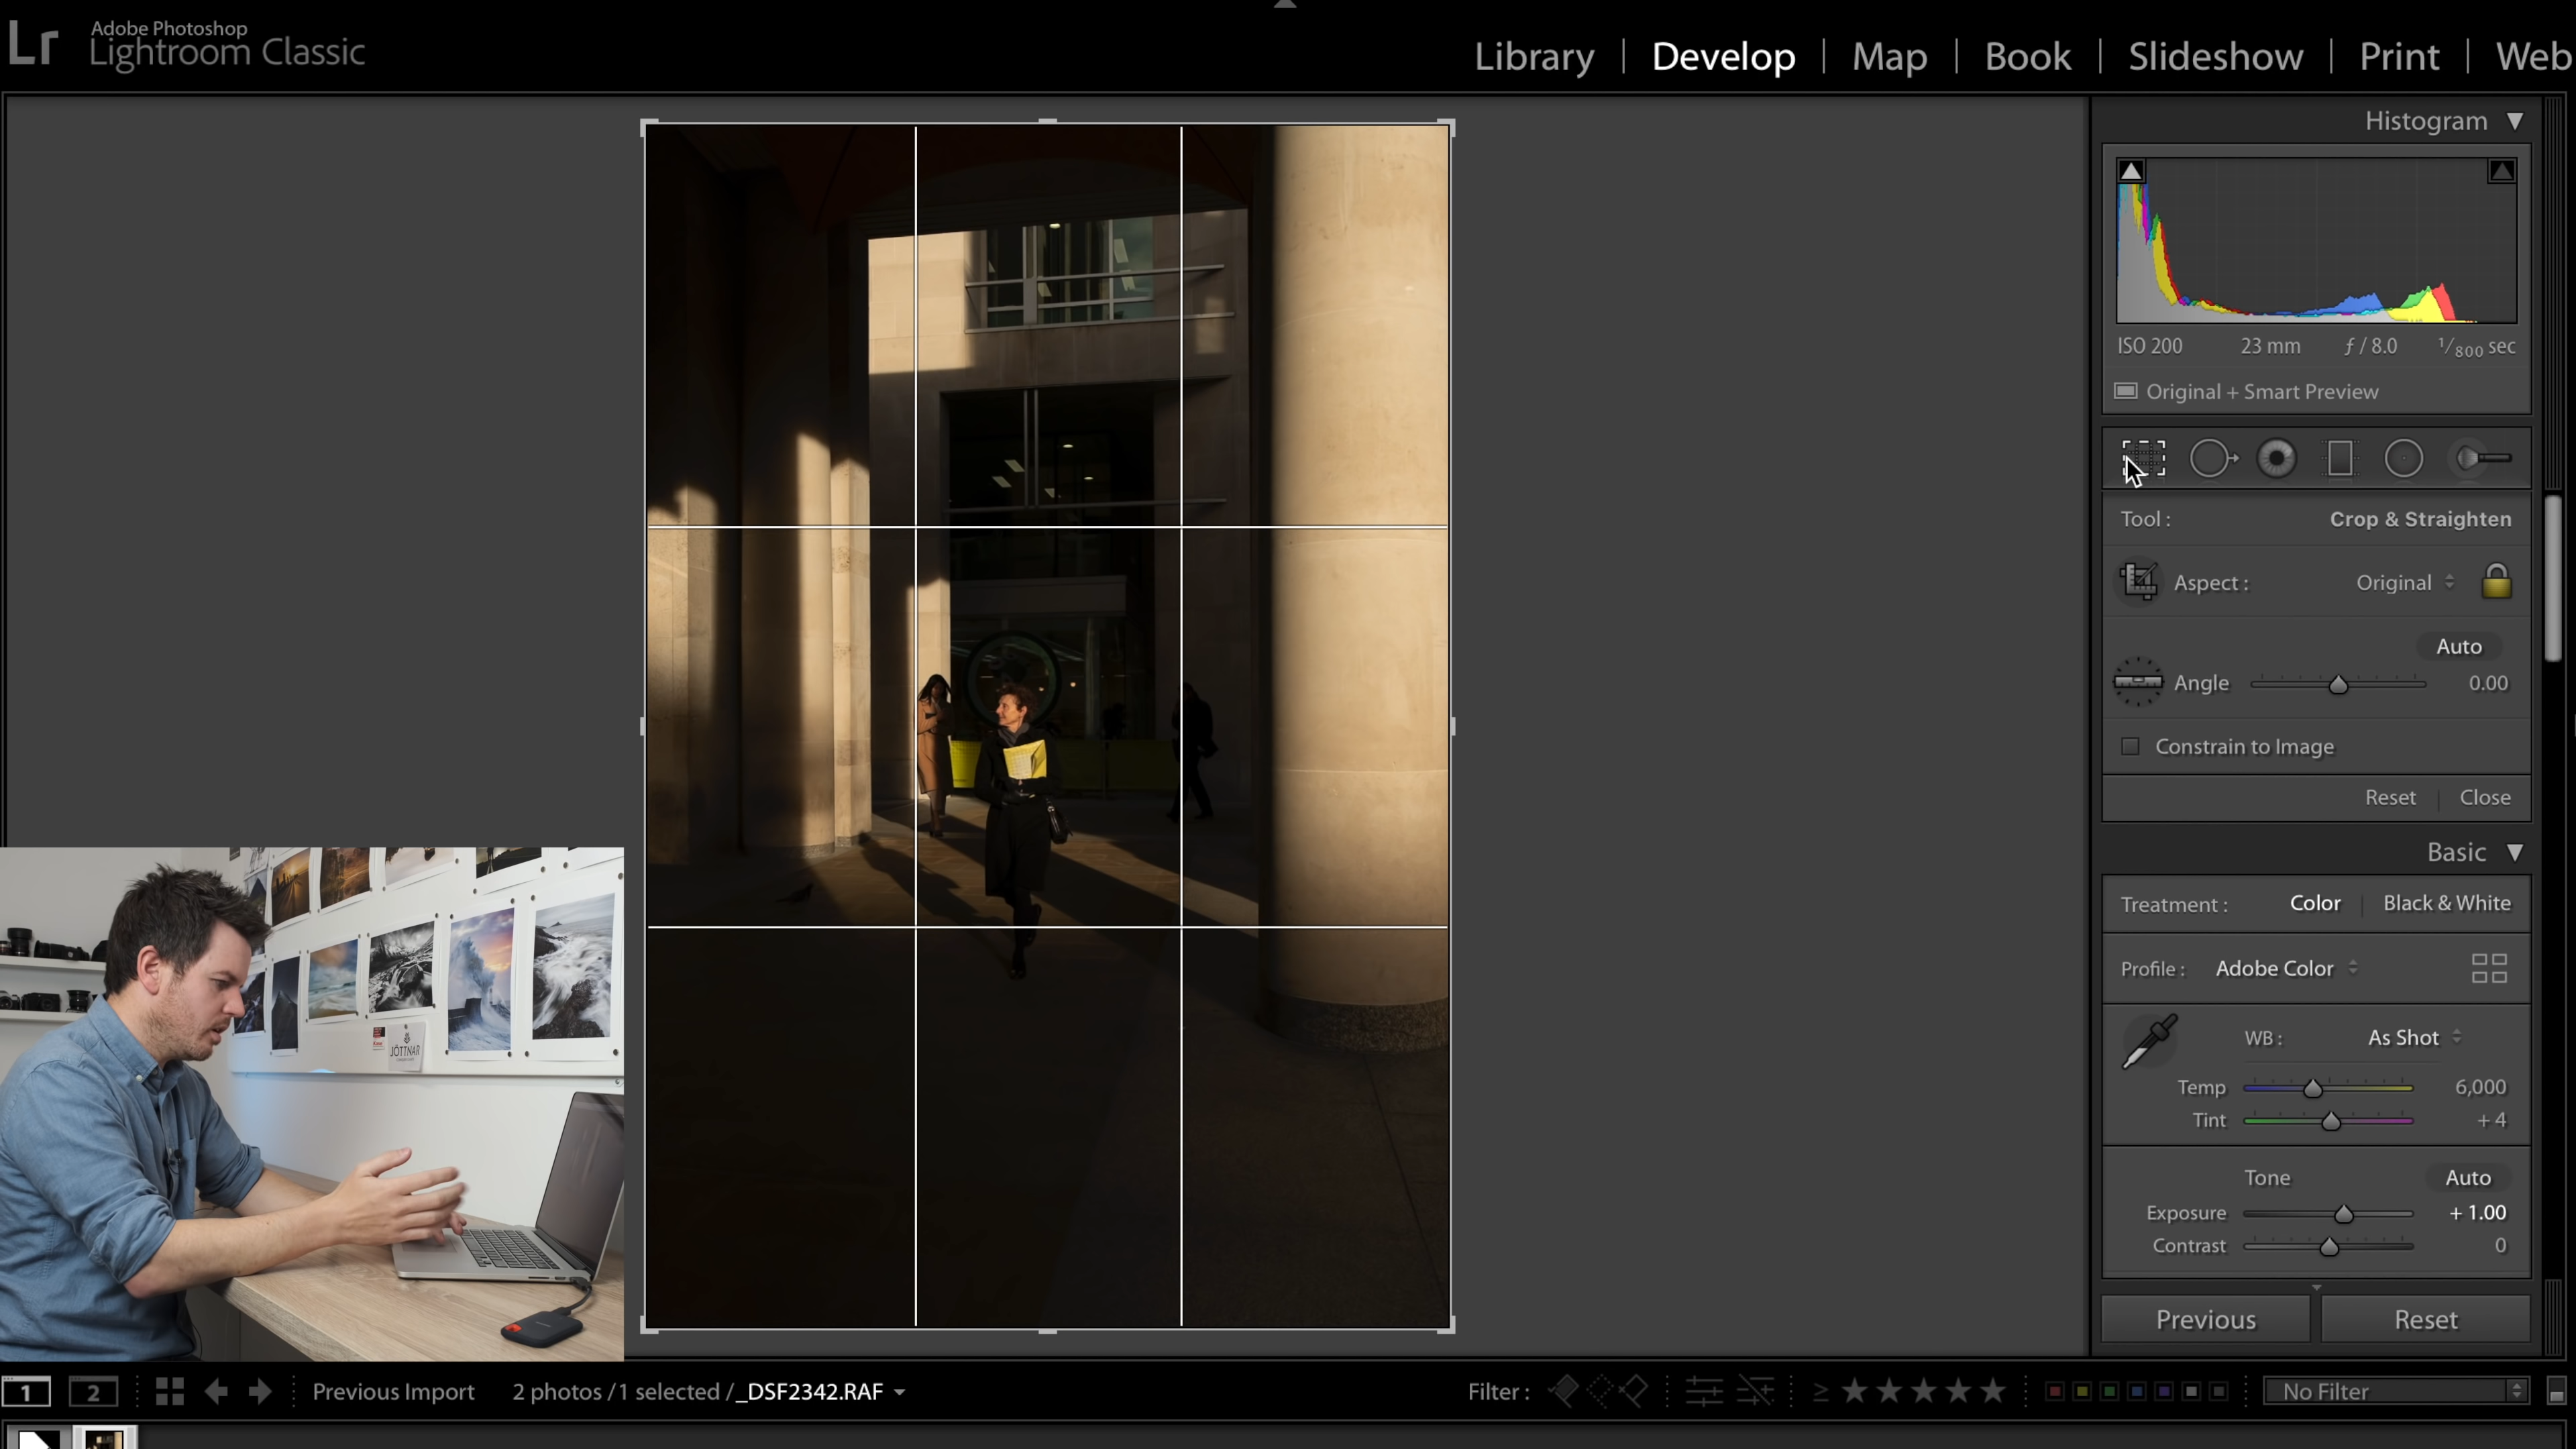 Lr
Adobe Photoshop
Lightroom Classic
Library | Develop | Map | Book | Slideshow | Print | Web
Histogram
ISO 200 23 mm ƒ / 8.0 1/800 sec
Original + Smart Preview
Tool : Crop & Straighten
Aspect : Original
Auto
Angle 0.00
Constrain to Image
Reset | Close
Basic
Treatment : Color | Black & White
Profile : Adobe Color
WB : As Shot
Temp 6,000
Tint + 4
Tone Auto
Exposure + 1.00
Contrast 0
Previous Reset
JÖTTNAR
1 2 Previous Import 2 photos / 1 selected / _DSF2342.RAF Filter : ≥ No Filter